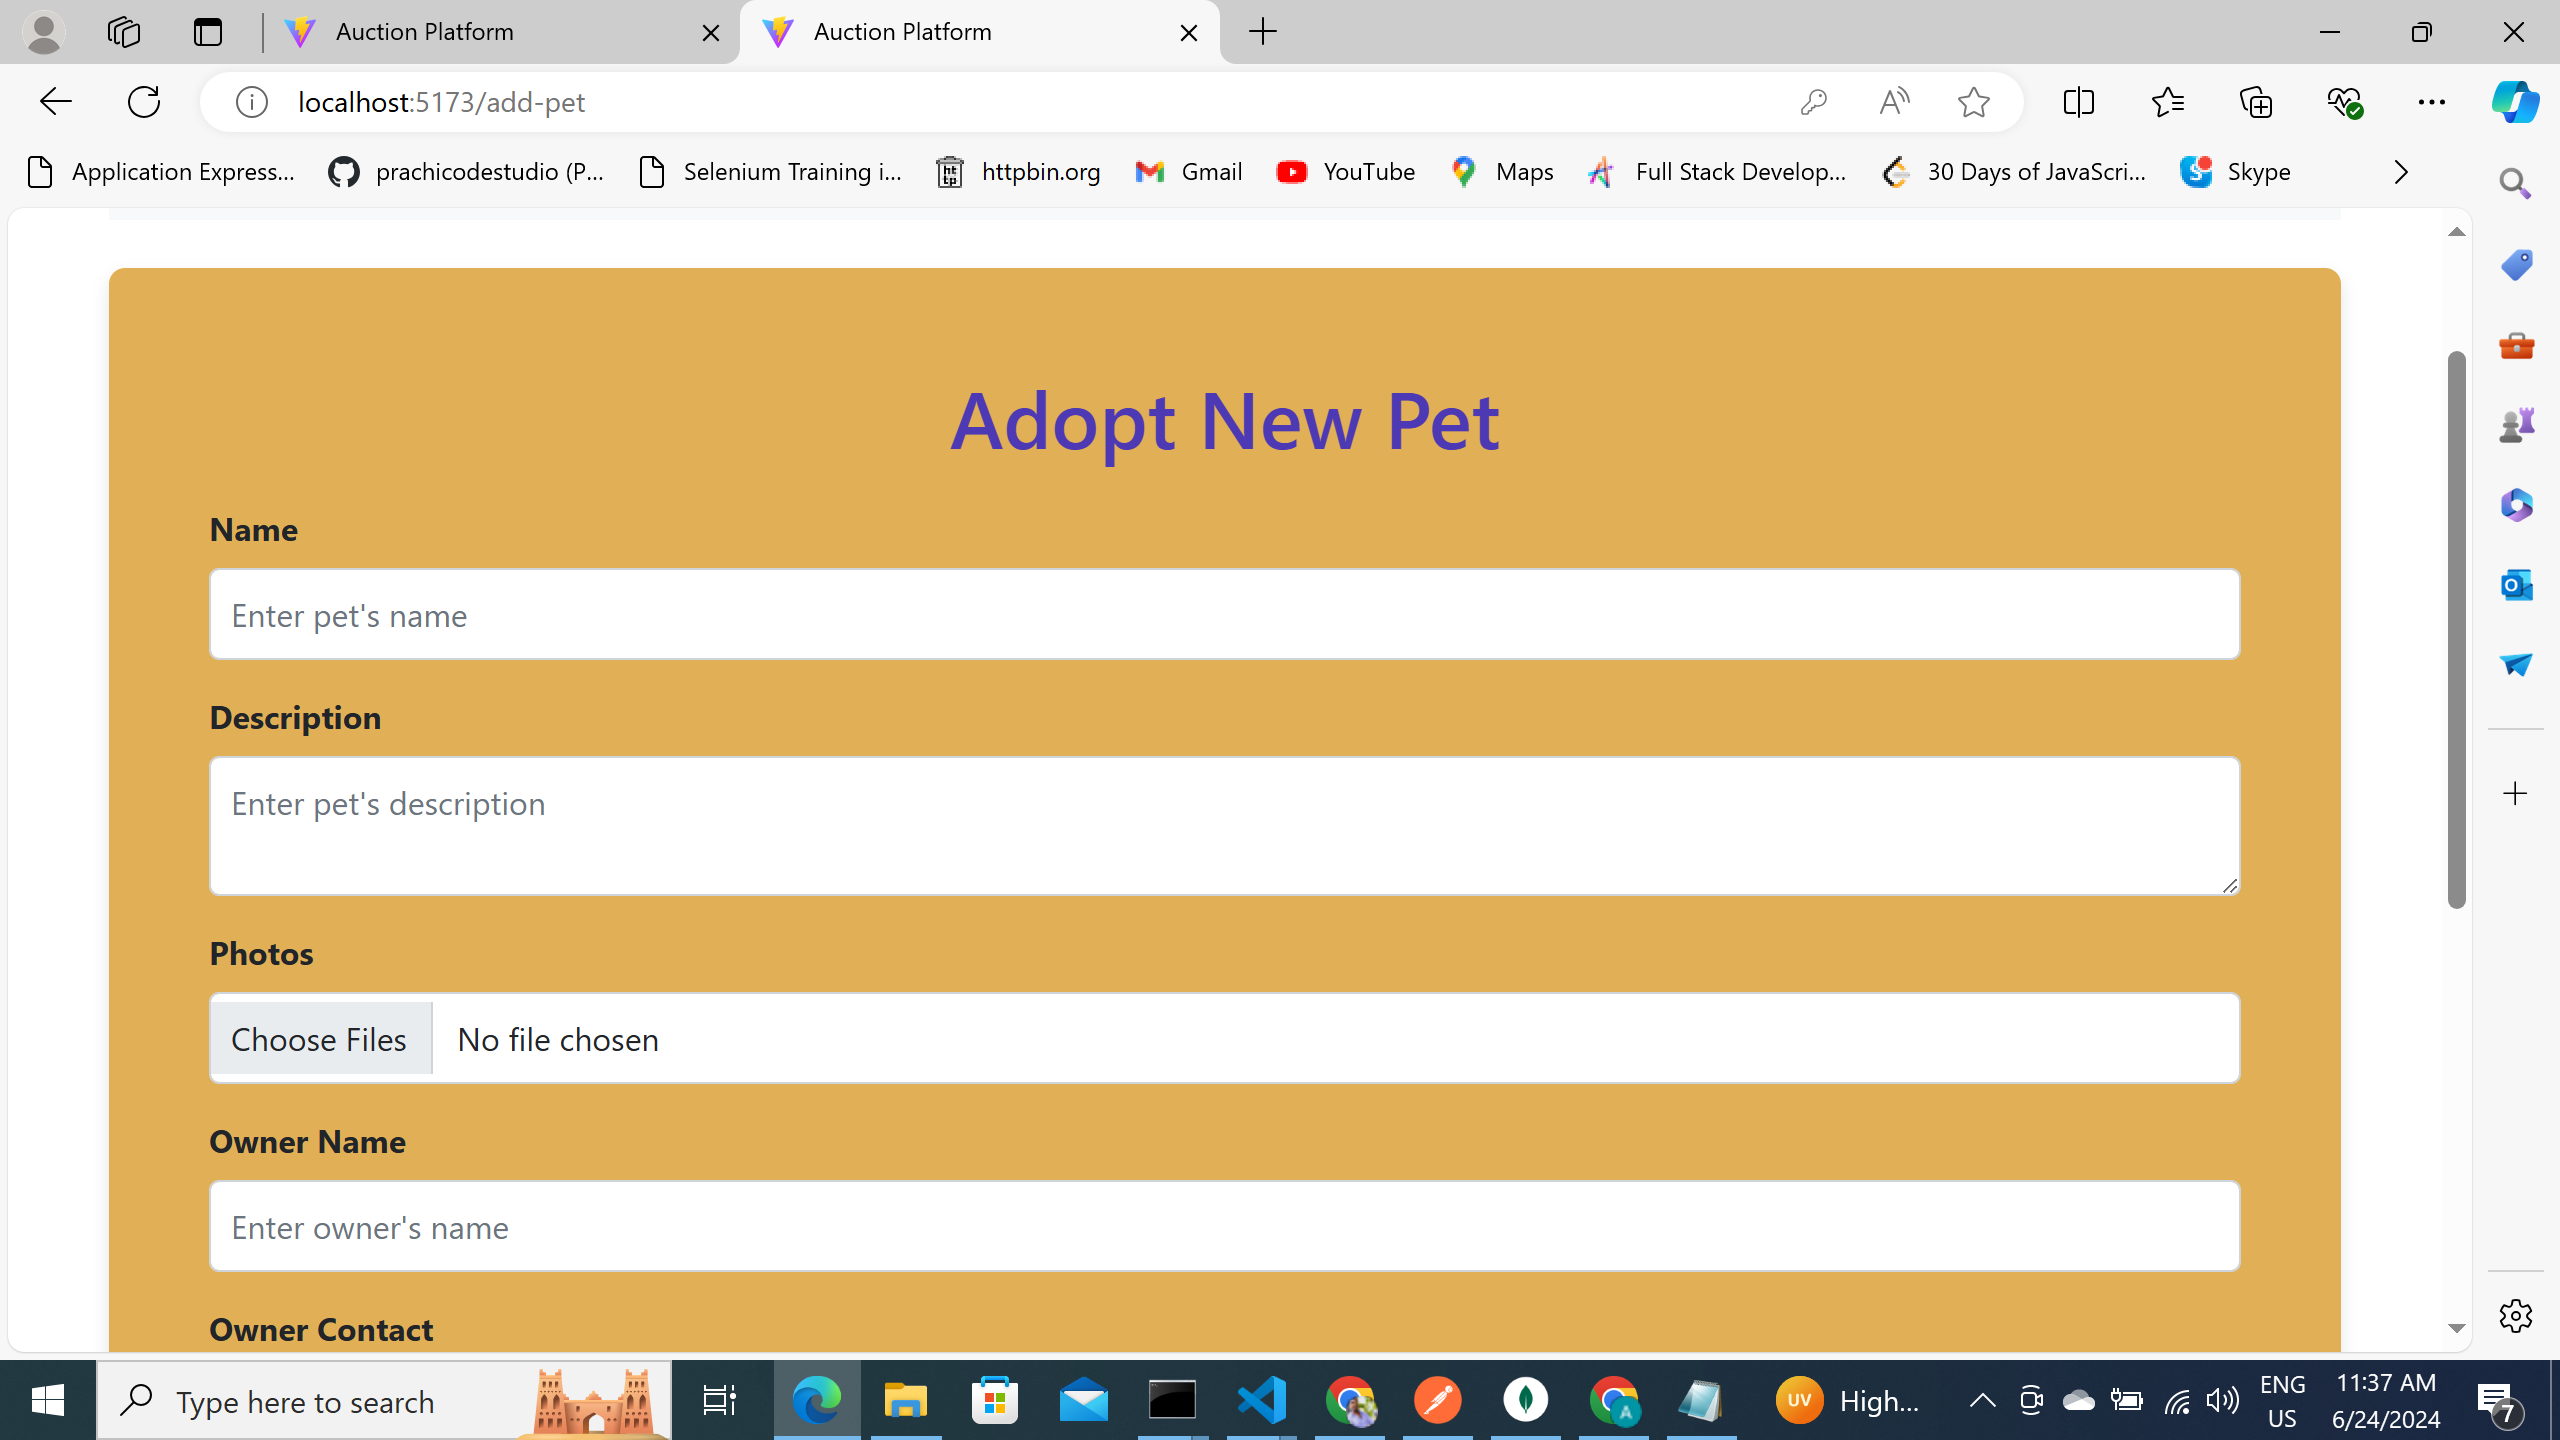 Auction Platform
Auction Platform
localhost:5173/add-pet
Application Express... prachicodestudio (P... Selenium Training i... httpbin.org Gmail YouTube Maps Full Stack Develop... 30 Days of JavaScri... Skype
Adopt New Pet
Name
Enter pet's name
Description
Enter pet's description
Photos
Choose Files No file chosen
Owner Name
Enter owner's name
Owner Contact
Type here to search
UV High...
ENG
US
11:37 AM
6/24/2024
7